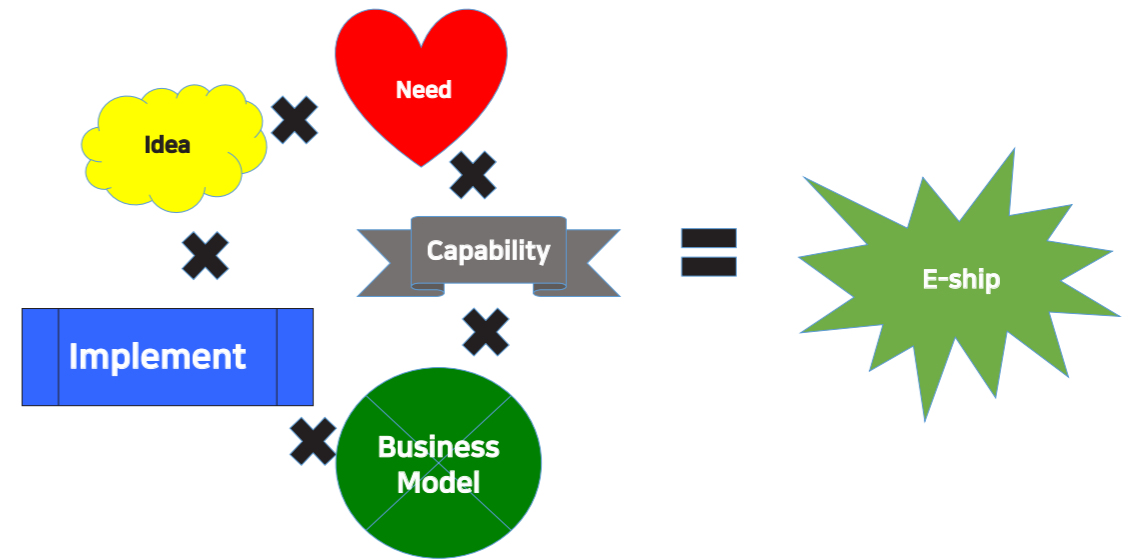 Need
Idea
Capability
E-ship
Implement
Business
Model